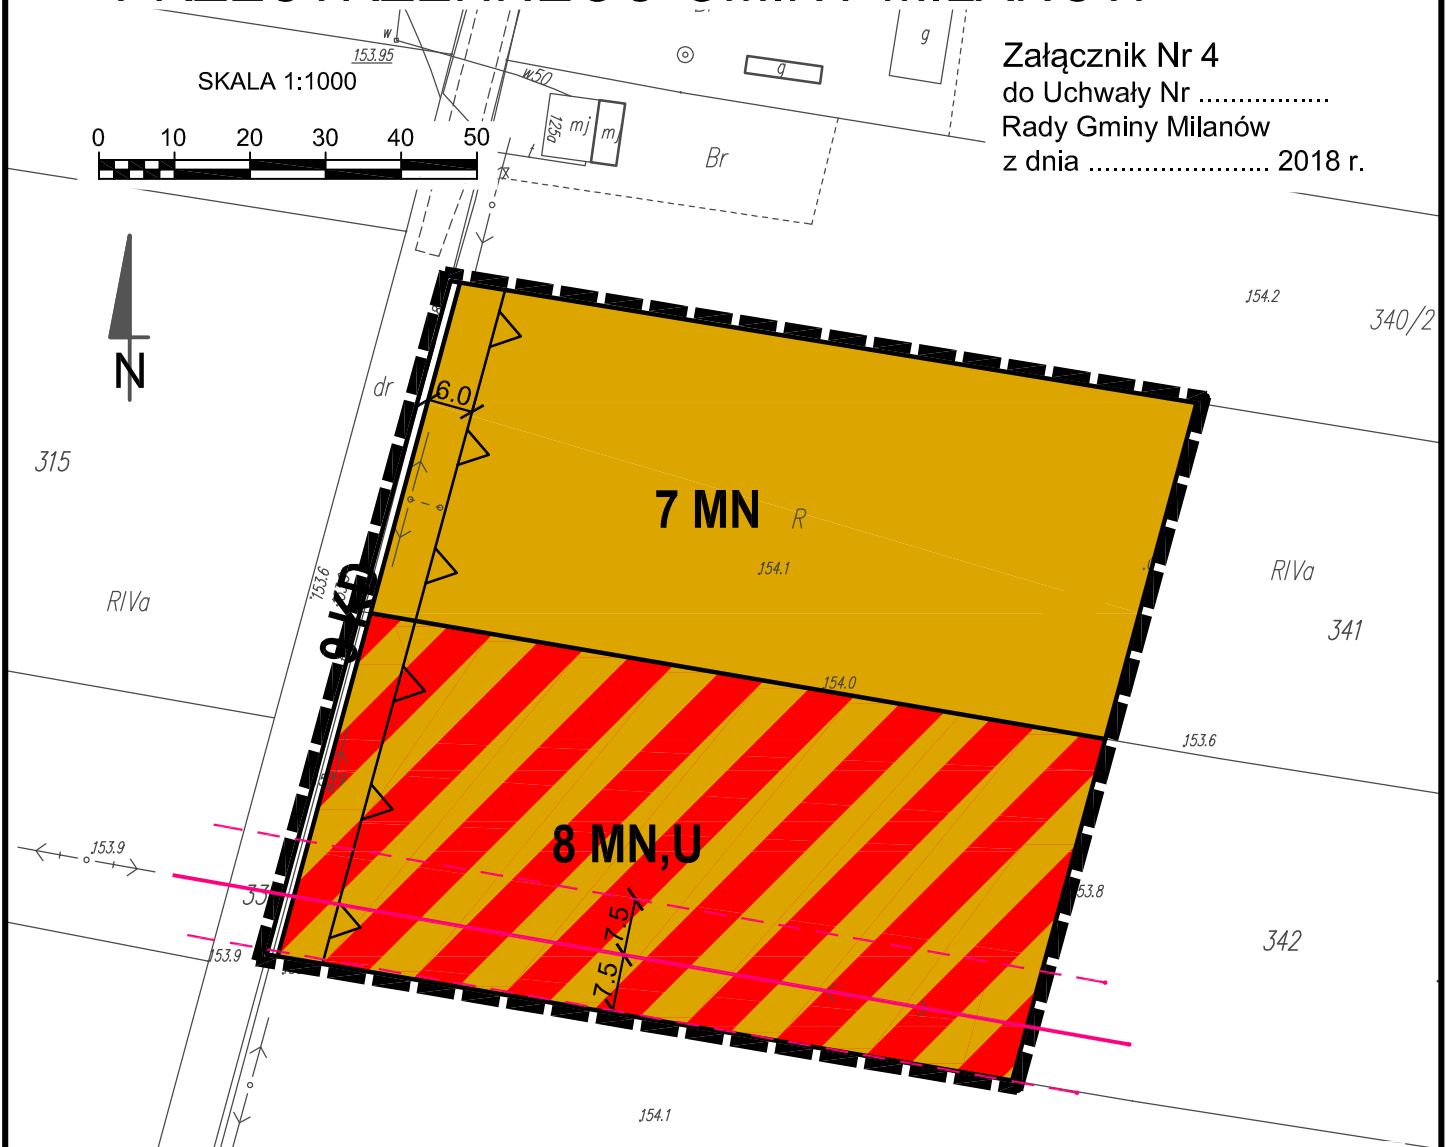 SKALA 1:1000
0 10 20 30 40 50
Załącznik Nr 4
do Uchwały Nr .................
Rady Gminy Milanów
z dnia ....................... 2018 r.
w
153.95
w50
g
g
125a
mj
mj
t
Br
N
dr
154.2
340/2
315
6.0
7 MN
R
154.1
RIVa
153.6
RIVa
341
9 KD
154.0
153.6
8 MN,U
153.9
33
153.8
7.5
7.5
342
153.9
154.1